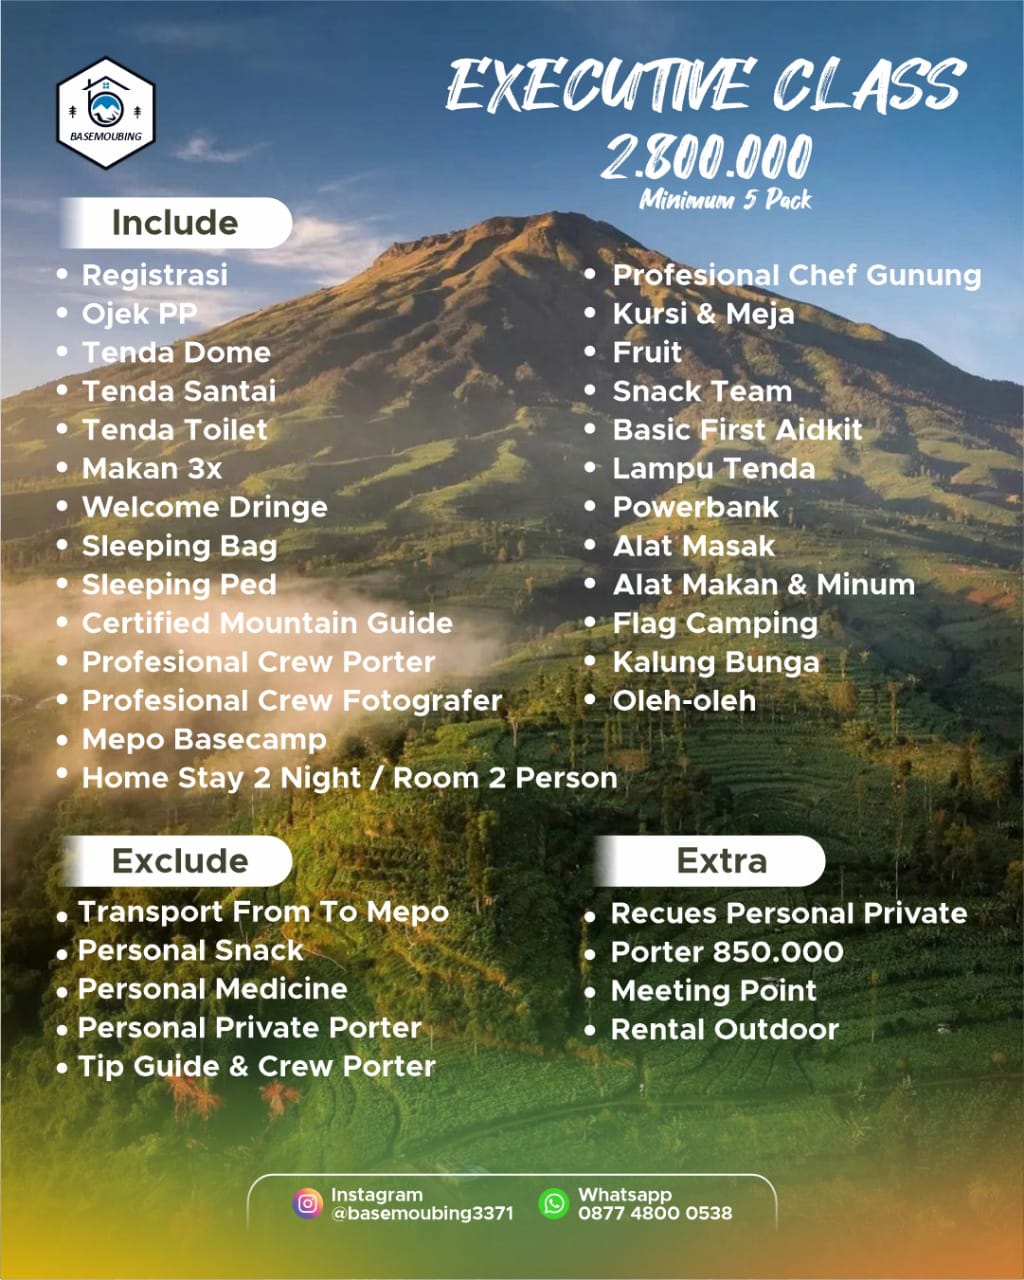 BASEMOUBING
EXECUTIVE CLASS
2.800.000
Minimum 5 Pack
Include
Registrasi
Ojek PP
Tenda Dome
Tenda Santai
Tenda Toilet
Makan 3x
Welcome Dringe
Sleeping Bag
Sleeping Ped
Certified Mountain Guide
Profesional Crew Porter
Profesional Crew Fotografer
Mepo Basecamp
Home Stay 2 Night / Room 2 Person
Profesional Chef Gunung
Kursi & Meja
Fruit
Snack Team
Basic First Aidkit
Lampu Tenda
Powerbank
Alat Masak
Alat Makan & Minum
Flag Camping
Kalung Bunga
Oleh-oleh
Exclude
Transport From To Mepo
Personal Snack
Personal Medicine
Personal Private Porter
Tip Guide & Crew Porter
Extra
Recues Personal Private
Porter 850.000
Meeting Point
Rental Outdoor
Instagram
@basemoubing3371
Whatsapp
0877 4800 0538